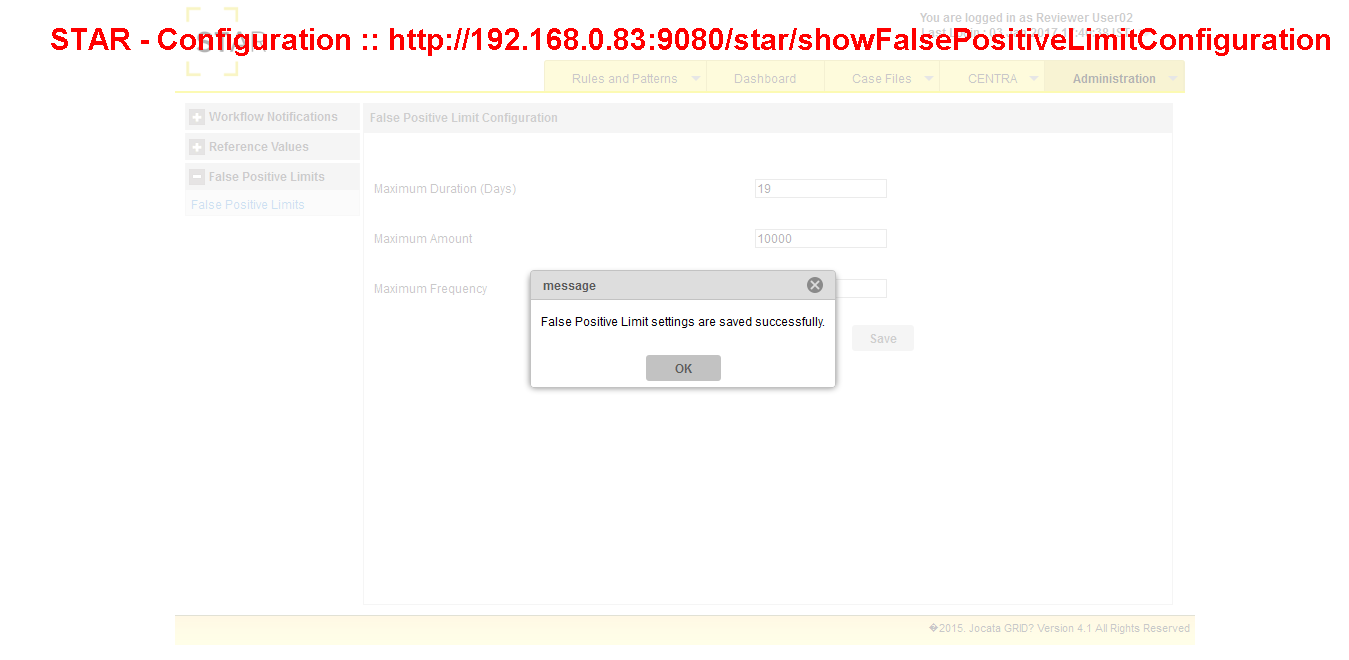 You are logged in as Reviewer User02
STAR - Configuration :: http://192.168.0.83:9080/star/showFalsePositiveLimitConfiguration
STAR
Rules and Patterns
Dashboard
Case Files
CENTRA
Administration
Workflow Notifications
False Positive Limit Configuration
Reference Values
False Positive Limits
False Positive Limits
Maximum Duration (Days)
19
Maximum Amount
10000
Maximum Frequency
message
False Positive Limit settings are saved successfully.
OK
Save
�2015. Jocata GRID? Version 4.1 All Rights Reserved